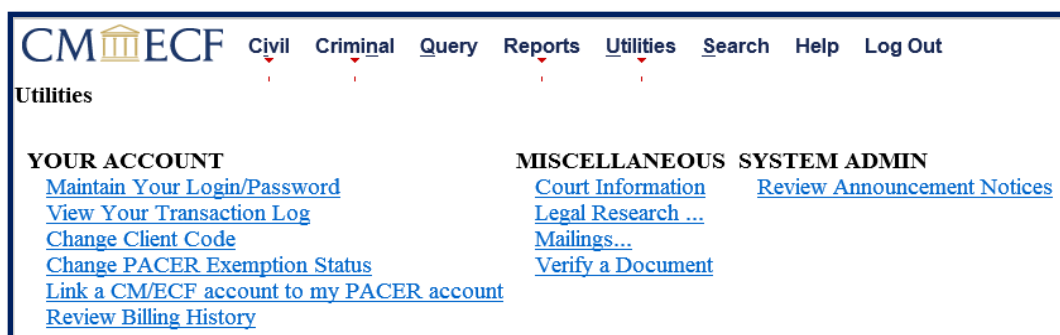 CM ECF Civil Criminal Query Reports Utilities Search Help Log Out
Utilities
YOUR ACCOUNT
Maintain Your Login/Password
View Your Transaction Log
Change Client Code
Change PACER Exemption Status
Link a CM/ECF account to my PACER account
Review Billing History
MISCELLANEOUS
Court Information
Legal Research ...
Mailings...
Verify a Document
SYSTEM ADMIN
Review Announcement Notices